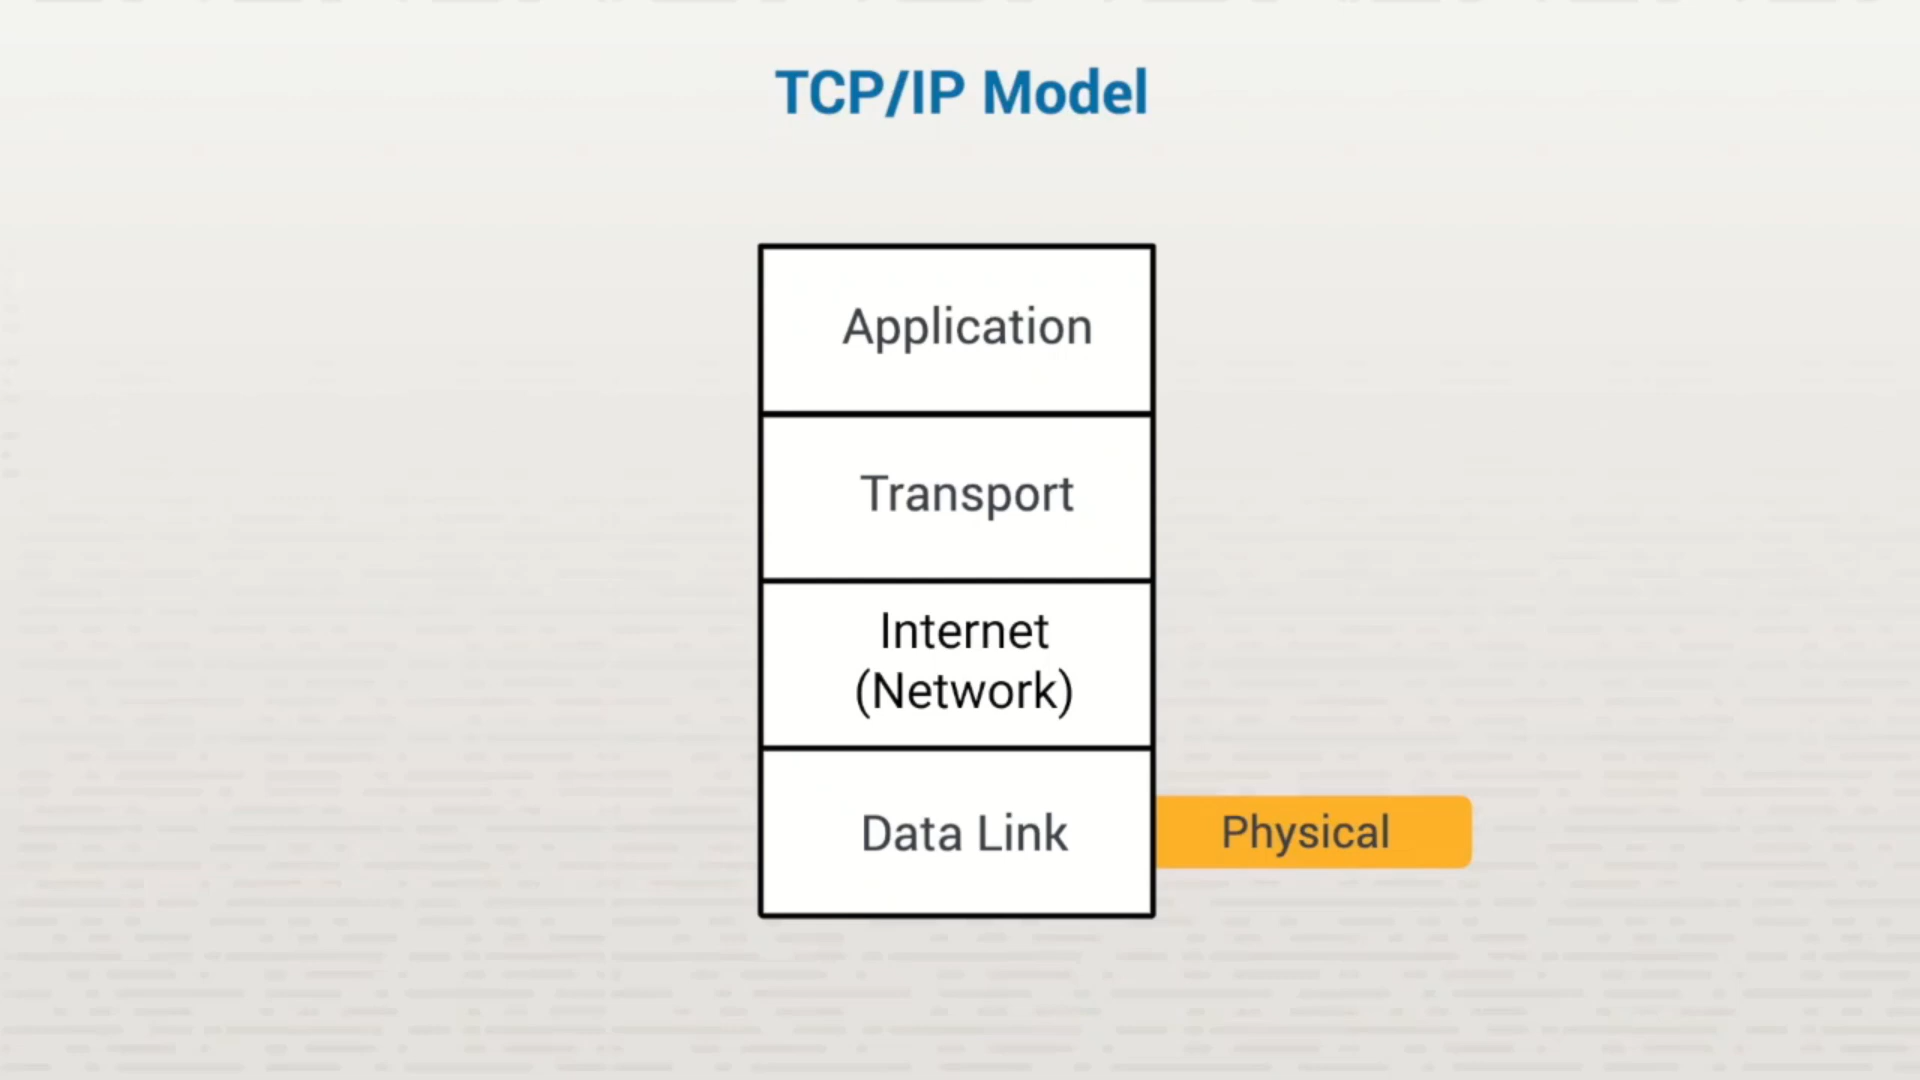 TCP/IP Model
Application
Transport
Internet
(Network)
Data Link
Physical